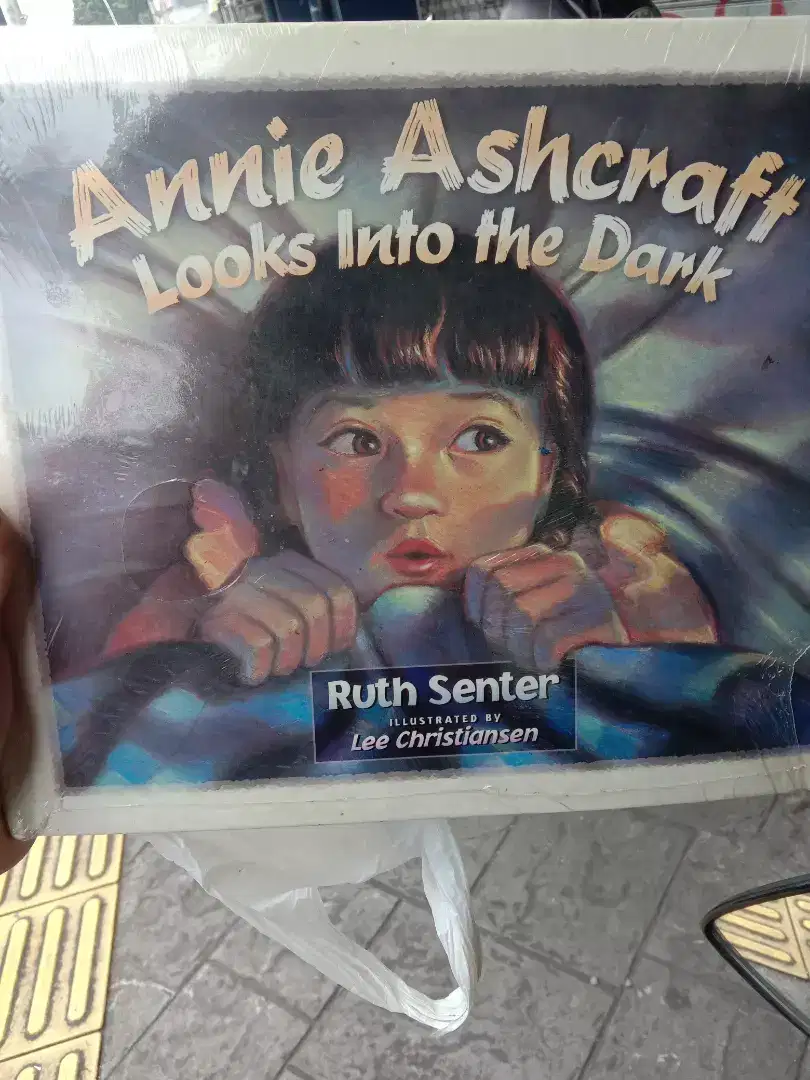 Annie Ashcraft
Looks Into the Dark
Ruth Senter
ILLUSTRATED BY
Lee Christiansen